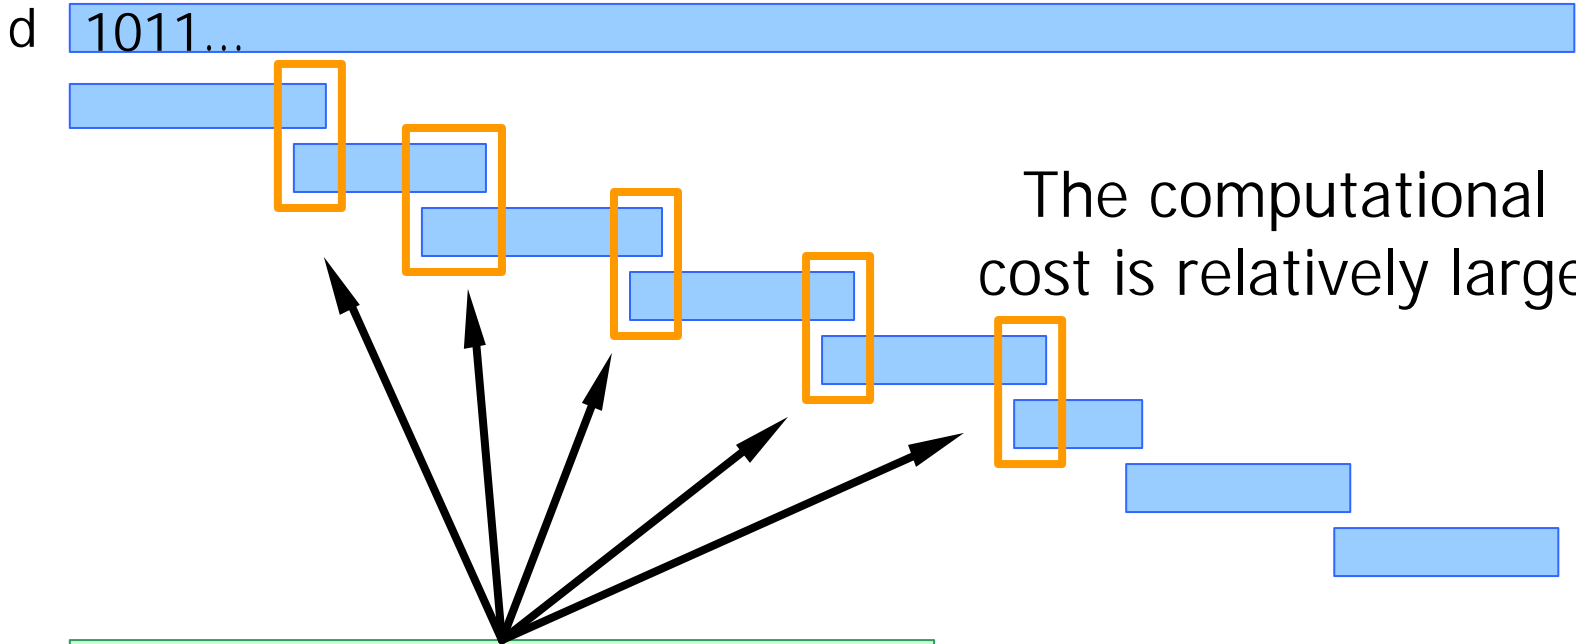 d 1011...
The computational
cost is relatively large